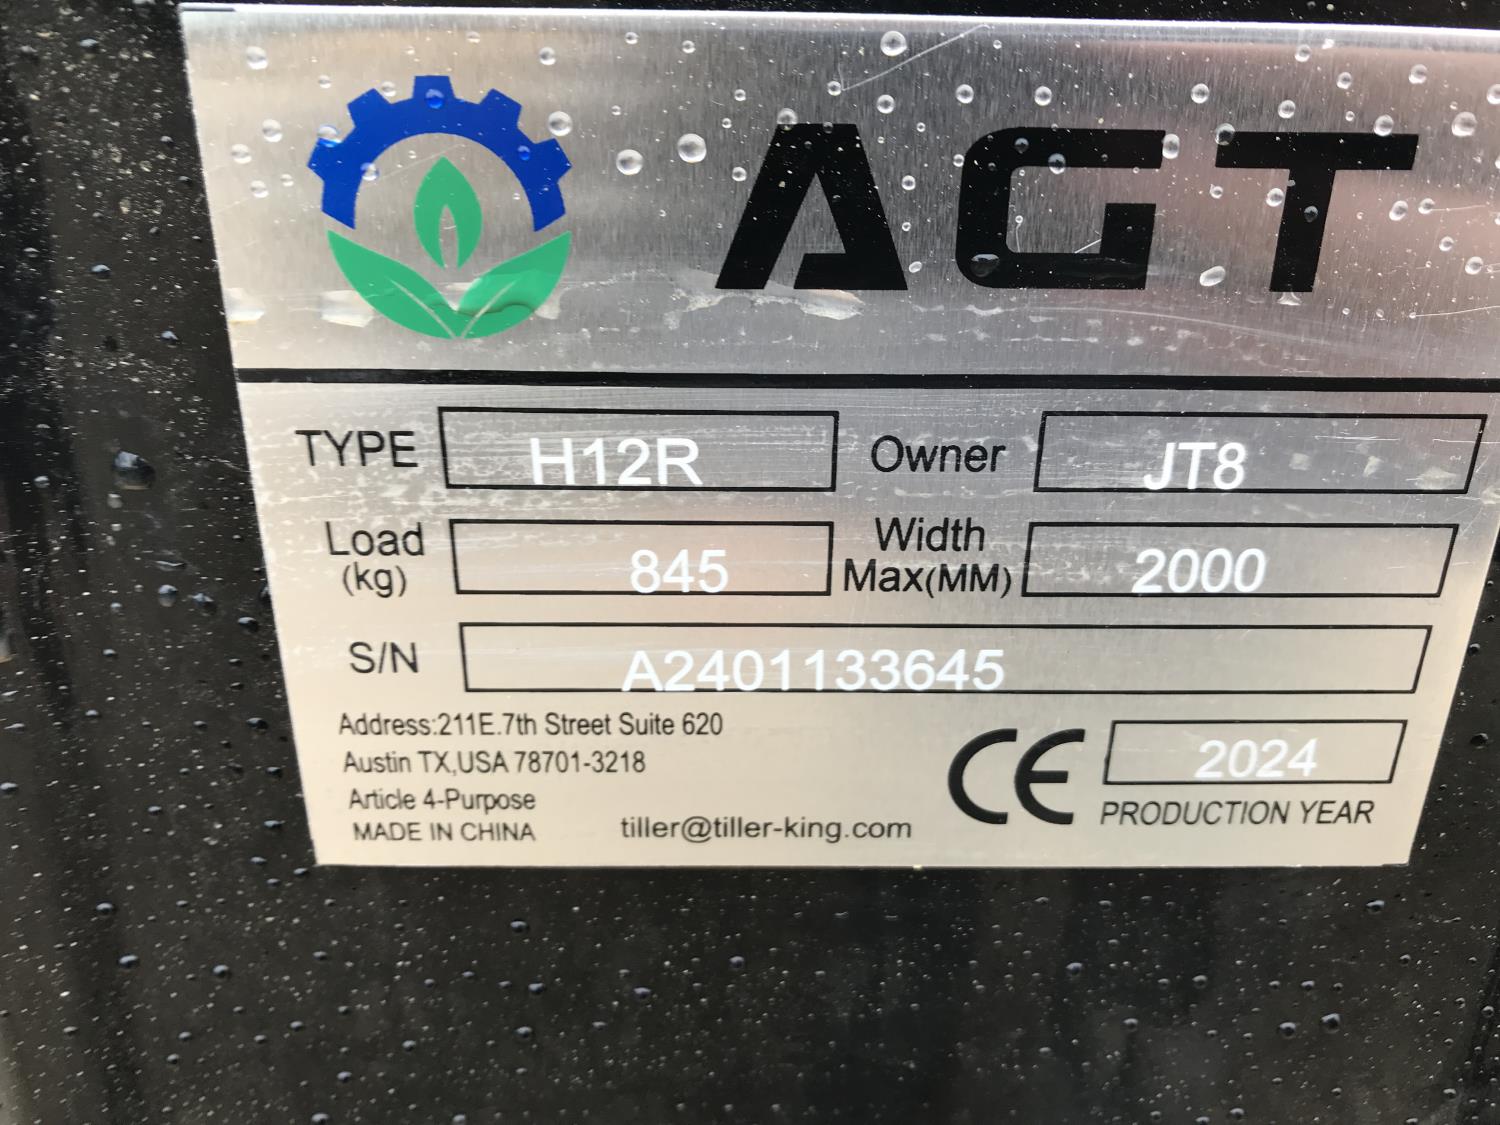 AGT
TYPE H12R Owner JT8
Load (kg) 845 Width Max(MM) 2000
S/N A2401133645
Address:211E.7th Street Suite 620
Austin TX,USA 78701-3218
Article 4-Purpose
MADE IN CHINA
tiller@tiller-king.com
CE 2024
PRODUCTION YEAR